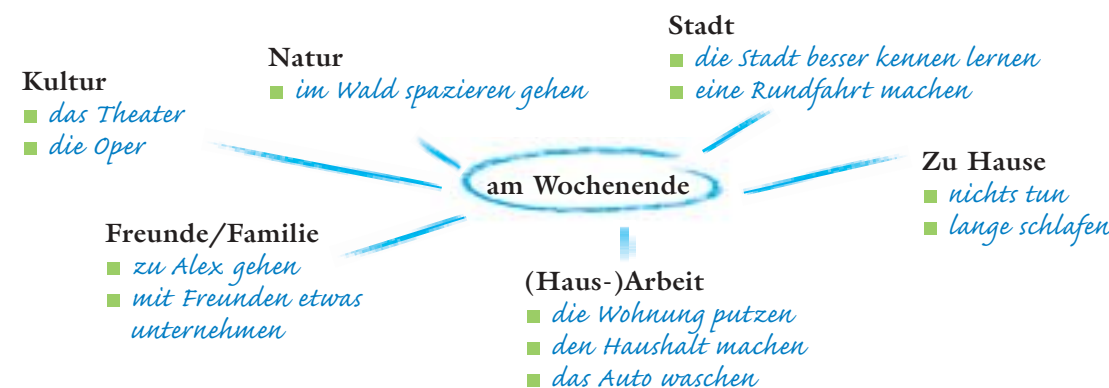 Kultur
das Theater
die Oper
Natur
im Wald spazieren gehen
Stadt
die Stadt besser kennen lernen
eine Rundfahrt machen
am Wochenende
Zu Hause
nichts tun
lange schlafen
Freunde/Familie
zu Alex gehen
mit Freunden etwas
unternehmen
(Haus-)Arbeit
die Wohnung putzen
den Haushalt machen
das Auto waschen